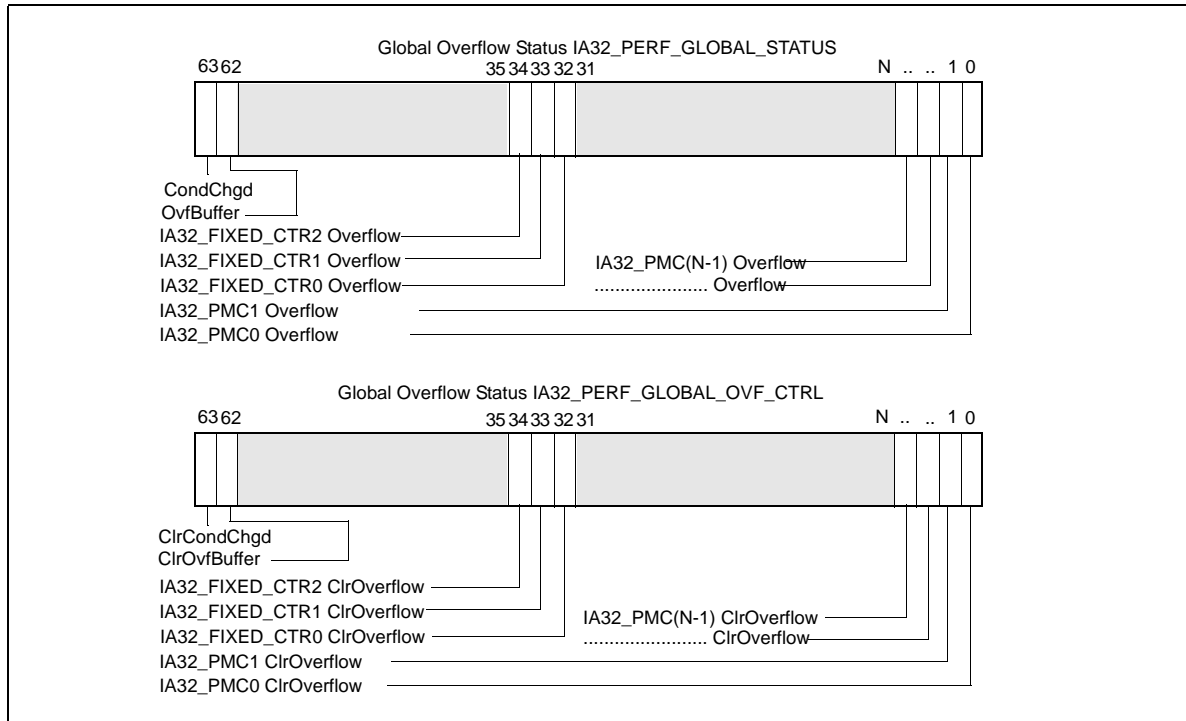 Global Overflow Status IA32_PERF_GLOBAL_STATUS
63 62 35 34 33 32 31 N .. .. 1 0
CondChgd
OvfBuffer
IA32_FIXED_CTR2 Overflow
IA32_FIXED_CTR1 Overflow
IA32_PMC(N-1) Overflow
IA32_FIXED_CTR0 Overflow
...................... Overflow
IA32_PMC1 Overflow
IA32_PMC0 Overflow
Global Overflow Status IA32_PERF_GLOBAL_OVF_CTRL
63 62 35 34 33 32 31 N .. .. 1 0
ClrCondChgd
ClrOvfBuffer
IA32_FIXED_CTR2 ClrOverflow
IA32_FIXED_CTR1 ClrOverflow
IA32_PMC(N-1) ClrOverflow
IA32_FIXED_CTR0 ClrOverflow
........................ ClrOverflow
IA32_PMC1 ClrOverflow
IA32_PMC0 ClrOverflow